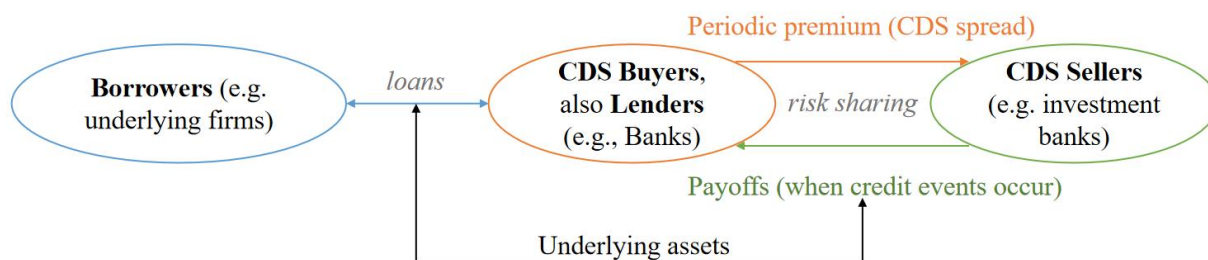 Periodic premium (CDS spread)
Borrowers (e.g.
underlying firms)
loans
CDS Buyers,
also Lenders
(e.g., Banks)
risk sharing
CDS Sellers
(e.g. investment
banks)
Payoffs (when credit events occur)
Underlying assets